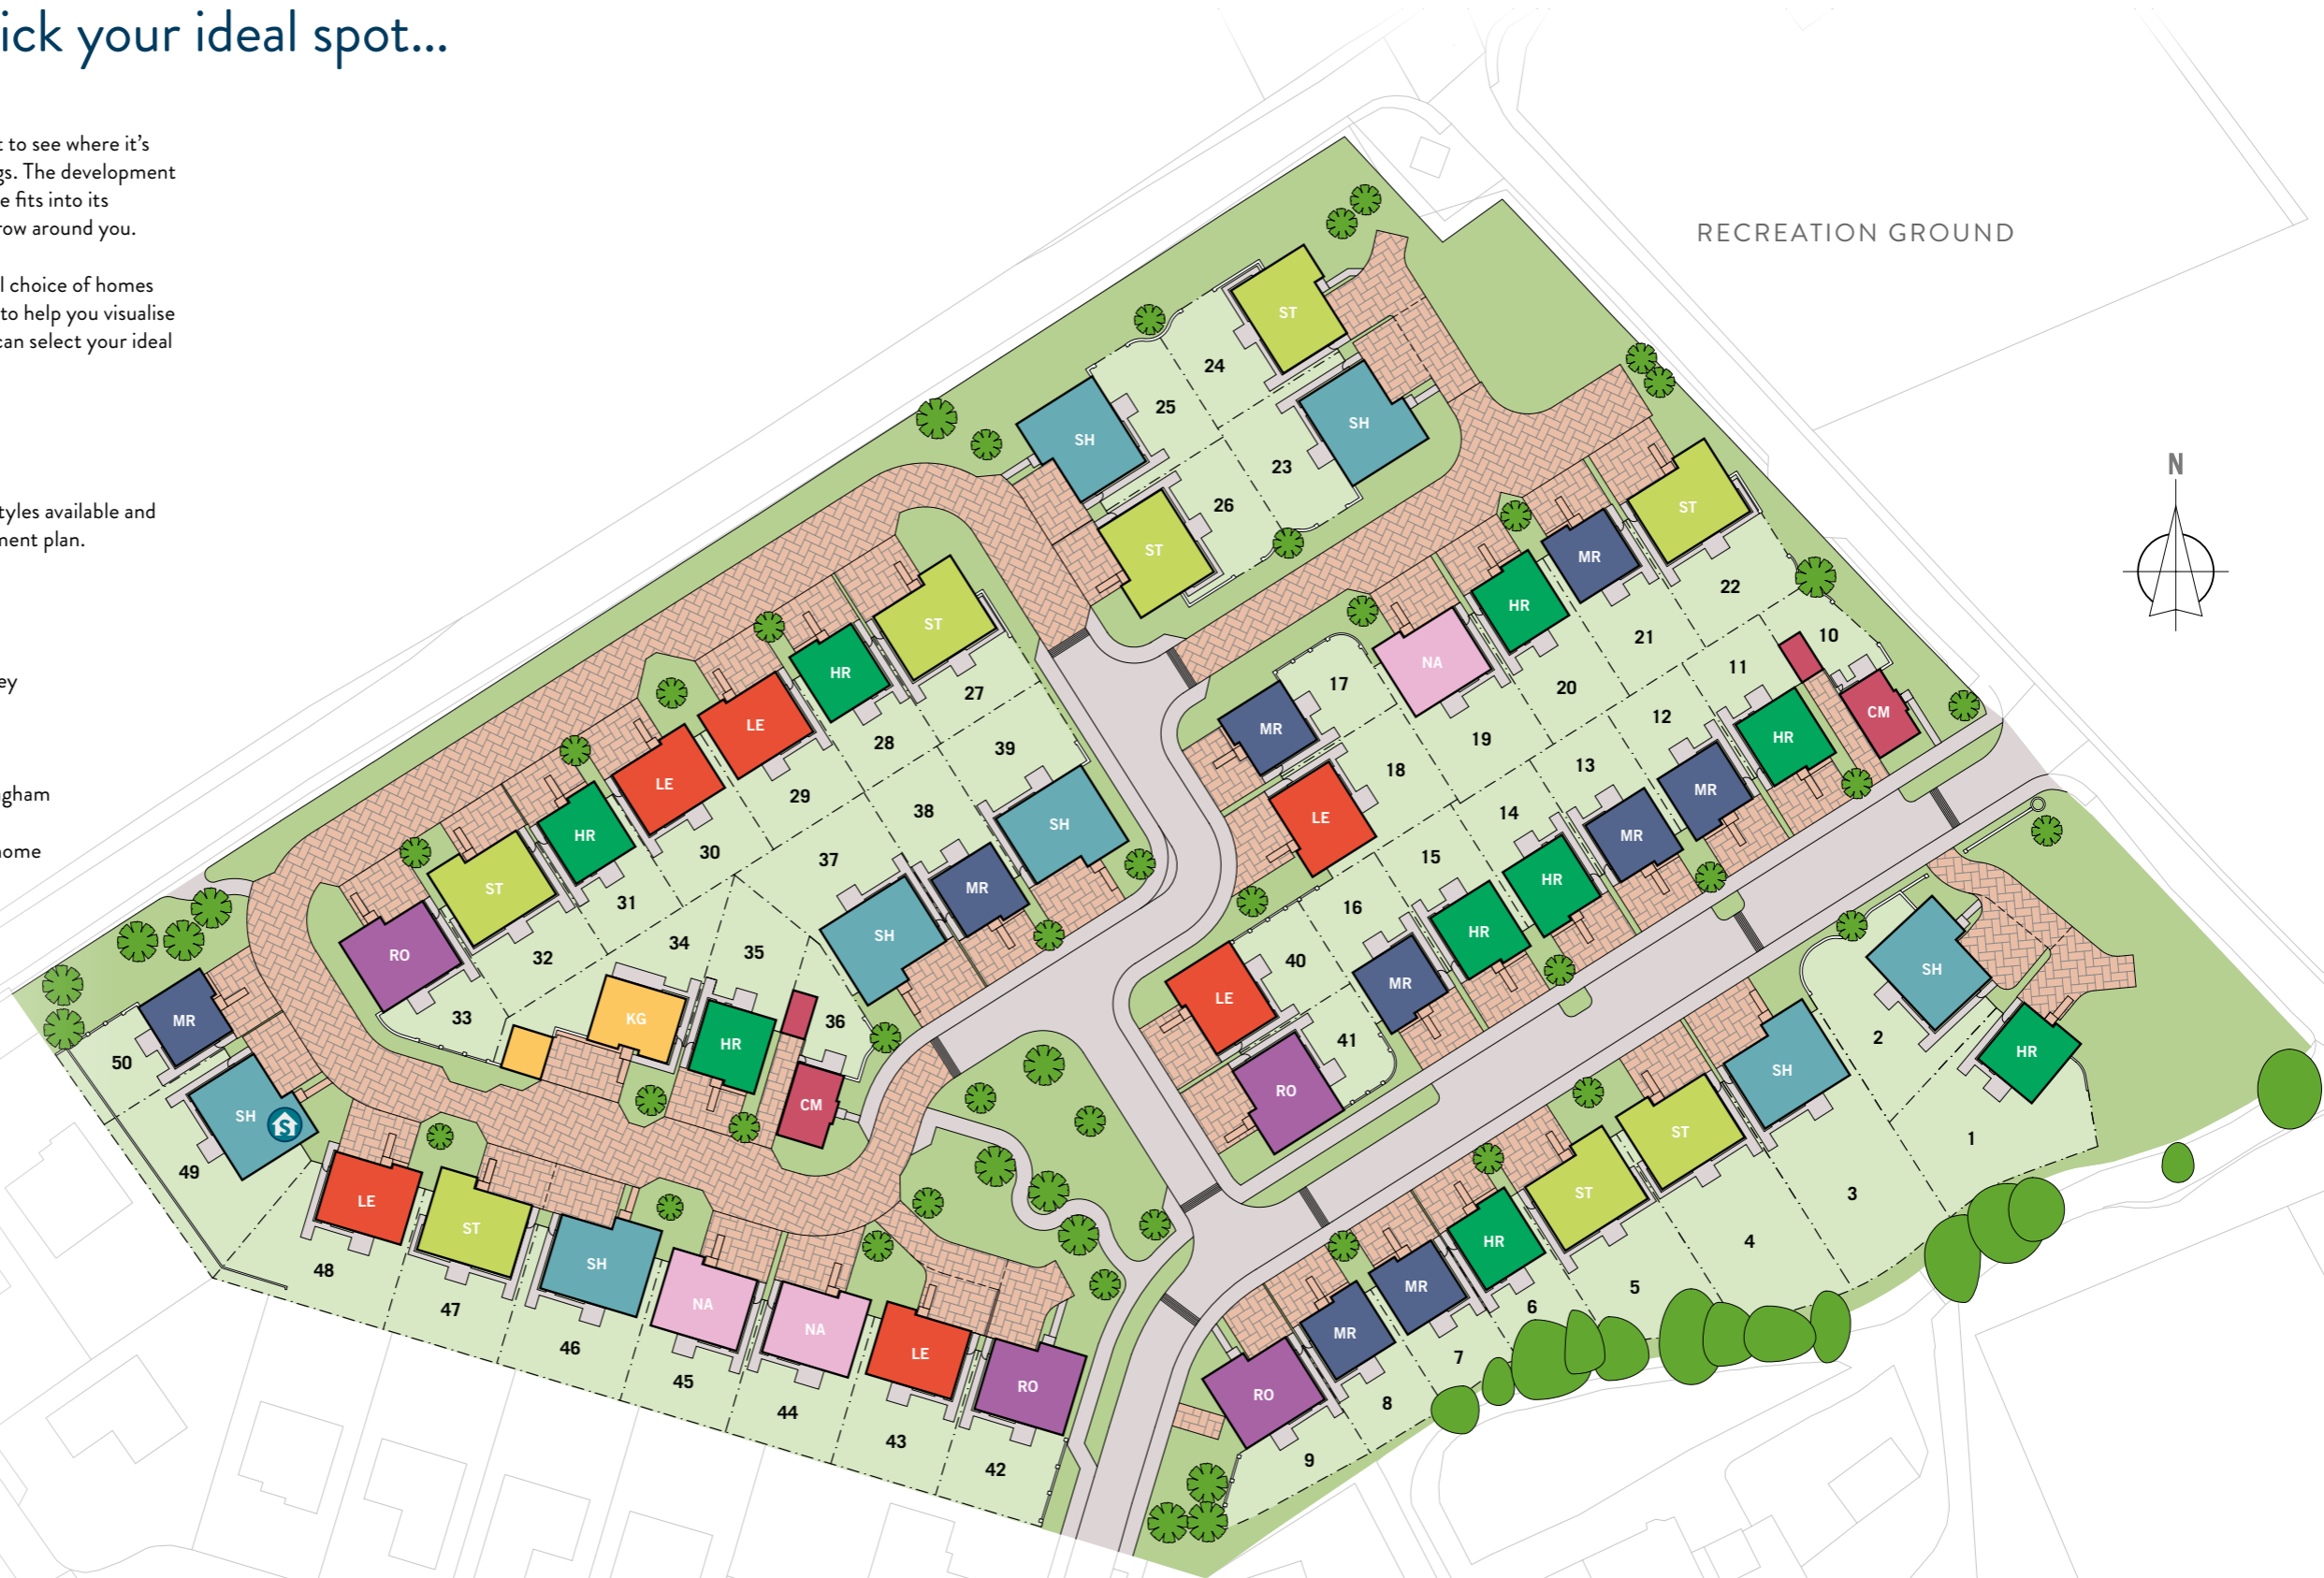 ick your ideal spot...
t to see where it's
gs. The development
e fits into its
row around you.
l choice of homes
to help you visualise
can select your ideal
tyles available and
ment plan.
ey
gham
ome
RECREATION GROUND
N
ST
24
SH
25
SH
23
26
ST
ST
MR
22
HR
21
10
NA
11
CM
20
17
HR
12
MR
19
MR
18
13
MR
LE
14
HR
15
HR
16
MR
LE
40
41
RO
ST
HR
27
LE
28
39
LE
29
38
SH
HR
30
37
MR
ST
31
SH
RO
32
34
35
33
KG
HR
36
CM
MR
50
SH
49
LE
48
ST
47
SH
46
NA
45
NA
44
LE
43
RO
42
SH
2
HR
1
SH
3
ST
4
ST
5
HR
6
MR
7
MR
8
RO
9